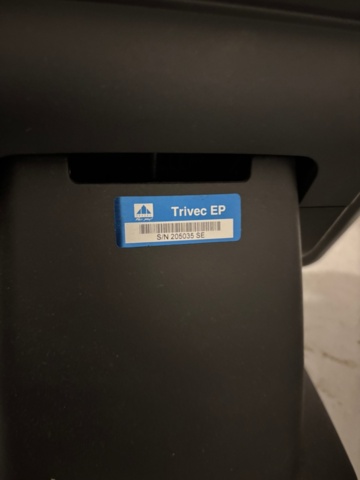 Trivec EP
S/N 205035 SE